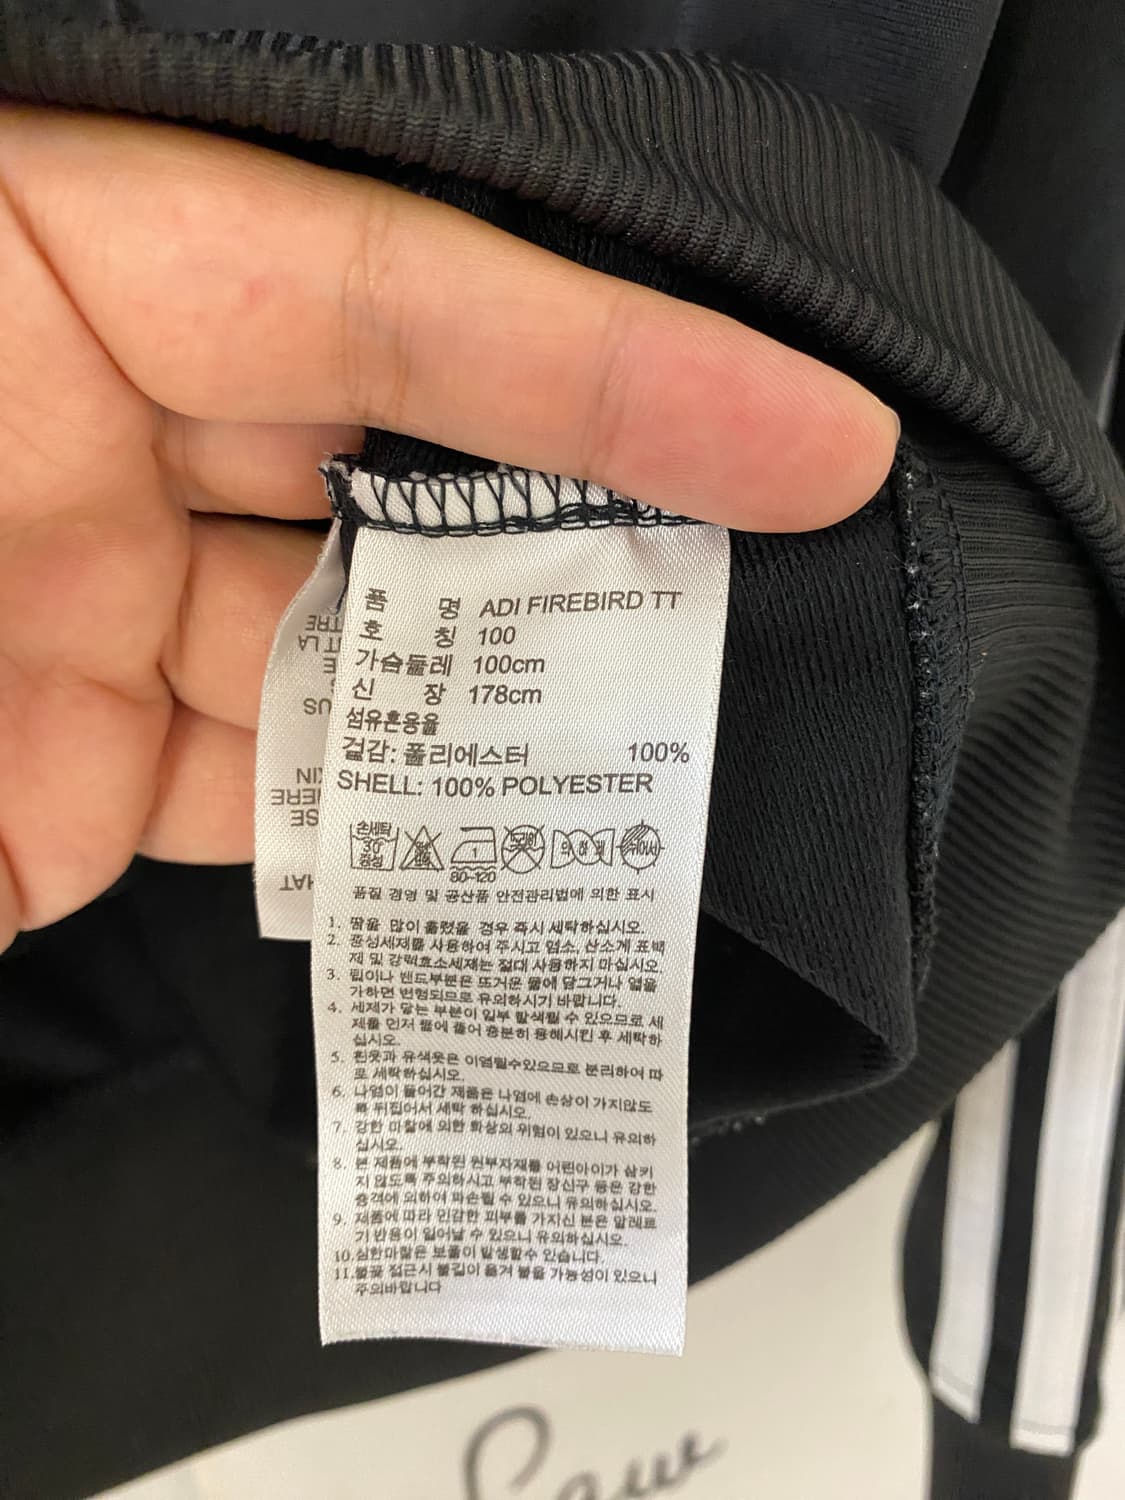 품 명 ADI FIREBIRD TT
호 칭 100
가슴둘레 100cm
신 장 178cm
섬유혼용율
겉감: 폴리에스터 100%
SHELL: 100% POLYESTER
손세탁
30
중성
80~120
드라이
품질 경영 및 공산품 안전관리법에 의한 표시
1. 땀을 많이 흘렸을 경우 즉시 세탁하십시오.
2. 중성세제를 사용하여 주시고 염소, 산소계 표백
제 및 강력효소세제는 절대 사용하지 마십시오.
3. 립이나 밴드부분은 뜨거운 물에 담그거나 열을
가하면 변형되므로 유의하시기 바랍니다.
4. 세제가 닿는 부분이 일부 탈색될 수 있으므로 세
제를 먼저 물에 풀어 충분히 용해시킨 후 세탁하
십시오.
5. 흰옷과 유색옷은 이염될수있으므로 분리하여 따
로 세탁하십시오.
6. 나염이 들어간 제품은 나염에 손상이 가지않도
록 뒤집어서 세탁 하십시오.
7. 강한 마찰에 의한 화상의 위험이 있으니 유의하
십시오.
8. 본 제품에 부착된 원부자재를 어린아이가 삼키
지 않도록 주의하시고 부착된 장신구 등은 강한
충격에 의하여 파손될 수 있으니 유의하십시오.
9. 제품에 따라 민감한 피부를 가지신 분은 알레르
기 반응이 일어날 수 있으니 유의하십시오.
10.심한마찰은 보풀이 발생할수 있습니다.
11.불꽃 접근시 불길이 옮겨 붙을 가능성이 있으니
주의바랍니다